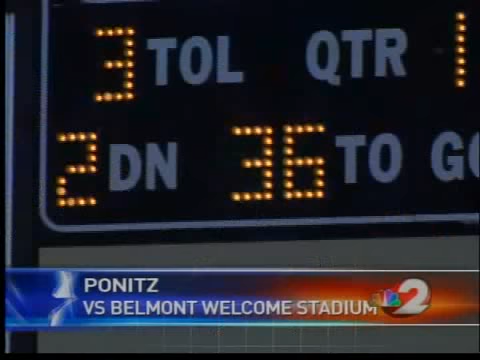 3 TOL QTR 1
2 DN 36 TO GO
PONITZ
VS BELMONT WELCOME STADIUM
2